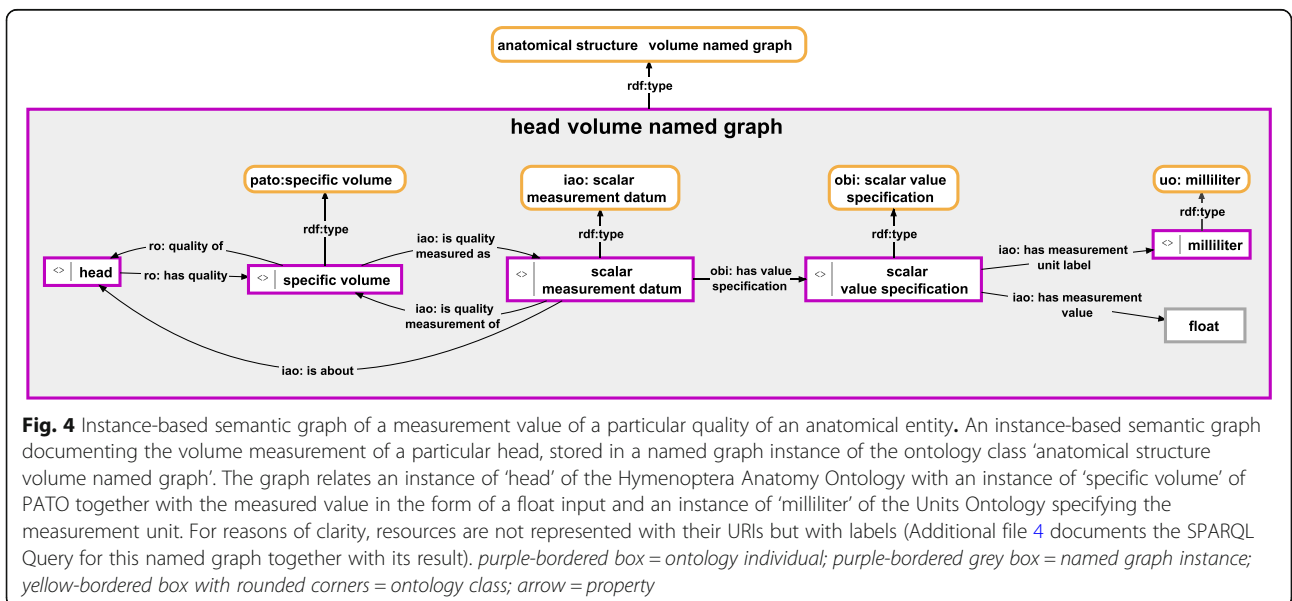 anatomical structure volume named graph
rdf:type
head volume named graph
pato:specific volume
iao: scalar
measurement datum
obi: scalar value
specification
uo: milliliter
rdf:type
rdf:type
rdf:type
rdf:type
ro: quality of
iao: is quality
measured as
iao: has measurement
unit label
<> milliliter
<> head
ro: has quality
<> specific volume
<> scalar
measurement datum
obi: has value
specification
<> scalar
value specification
iao: is quality
measurement of
iao: has measurement
value
float
iao: is about
Fig. 4 Instance-based semantic graph of a measurement value of a particular quality of an anatomical entity. An instance-based semantic graph
documenting the volume measurement of a particular head, stored in a named graph instance of the ontology class ‘anatomical structure
volume named graph’. The graph relates an instance of ‘head’ of the Hymenoptera Anatomy Ontology with an instance of ‘specific volume’ of
PATO together with the measured value in the form of a float input and an instance of ‘milliliter’ of the Units Ontology specifying the
measurement unit. For reasons of clarity, resources are not represented with their URIs but with labels (Additional file 4 documents the SPARQL
Query for this named graph together with its result). purple-bordered box = ontology individual; purple-bordered grey box = named graph instance;
yellow-bordered box with rounded corners = ontology class; arrow = property